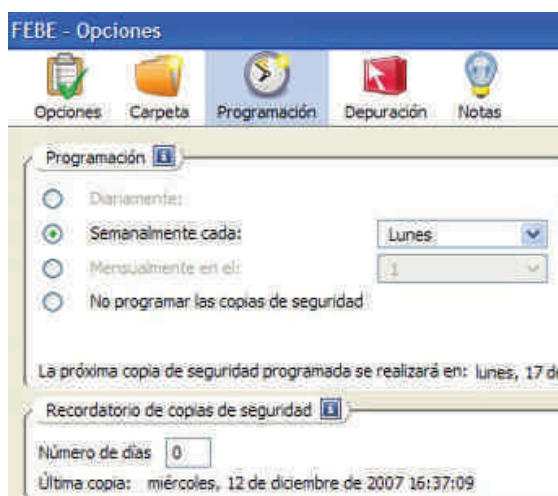 FEBE - Opciones
Opciones Carpeta Programación Depuración Notas
Programación
Diariamente:
Semanalmente cada: Lunes
Mensualmente en el: 1
No programar las copias de seguridad
La próxima copia de seguridad programada se realizará en: lunes, 17 de
Recordatorio de copias de seguridad
Número de días 0
Última copia: miércoles, 12 de diciembre de 2007 16:37:09